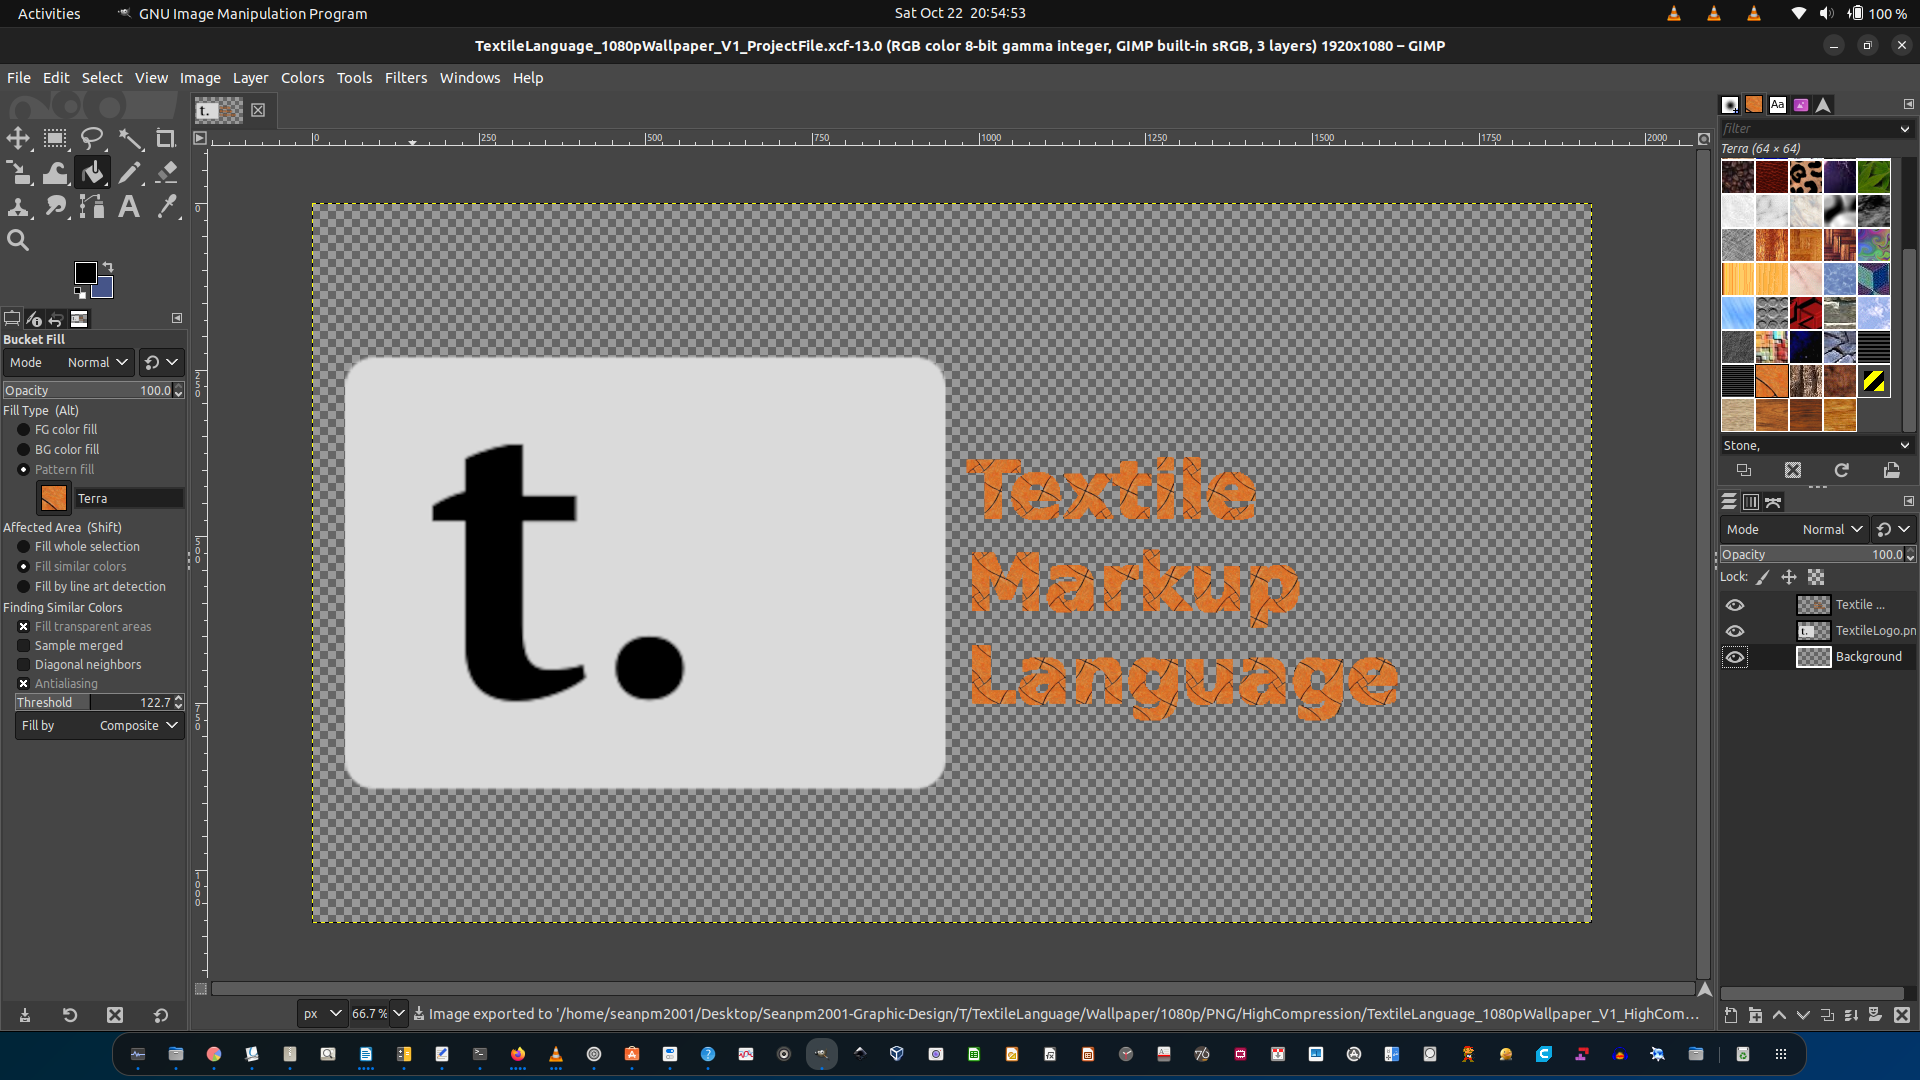 Activities
GNU Image Manipulation Program
Sat Oct 22 20:54:53
100 %
TextileLanguage_1080pWallpaper_V1_ProjectFile.xcf-13.0 (RGB color 8-bit gamma integer, GIMP built-in sRGB, 3 layers) 1920x1080 – GIMP
File Edit Select View Image Layer Colors Tools Filters Windows Help
t.
0 250 500 750 1000 1250 1500 1750 2000
0
250
500
750
1000
Bucket Fill
Mode Normal
Opacity 100.0
Fill Type (Alt)
FG color fill
BG color fill
Pattern fill
Terra
Affected Area (Shift)
Fill whole selection
Fill similar colors
Fill by line art detection
Finding Similar Colors
Fill transparent areas
Sample merged
Diagonal neighbors
Antialiasing
Threshold 122.7
Fill by Composite
t.
Textile
Markup
Language
px
66.7 %
Image exported to '/home/seanpm2001/Desktop/Seanpm2001-Graphic-Design/T/TextileLanguage/Wallpaper/1080p/PNG/HighCompression/TextileLanguage_1080pWallpaper_V1_HighCom...
Aa
filter
Terra (64 × 64)
Stone,
Mode Normal
Opacity 100.0
Lock:
Textile ...
t. TextileLogo.pn
Background
76